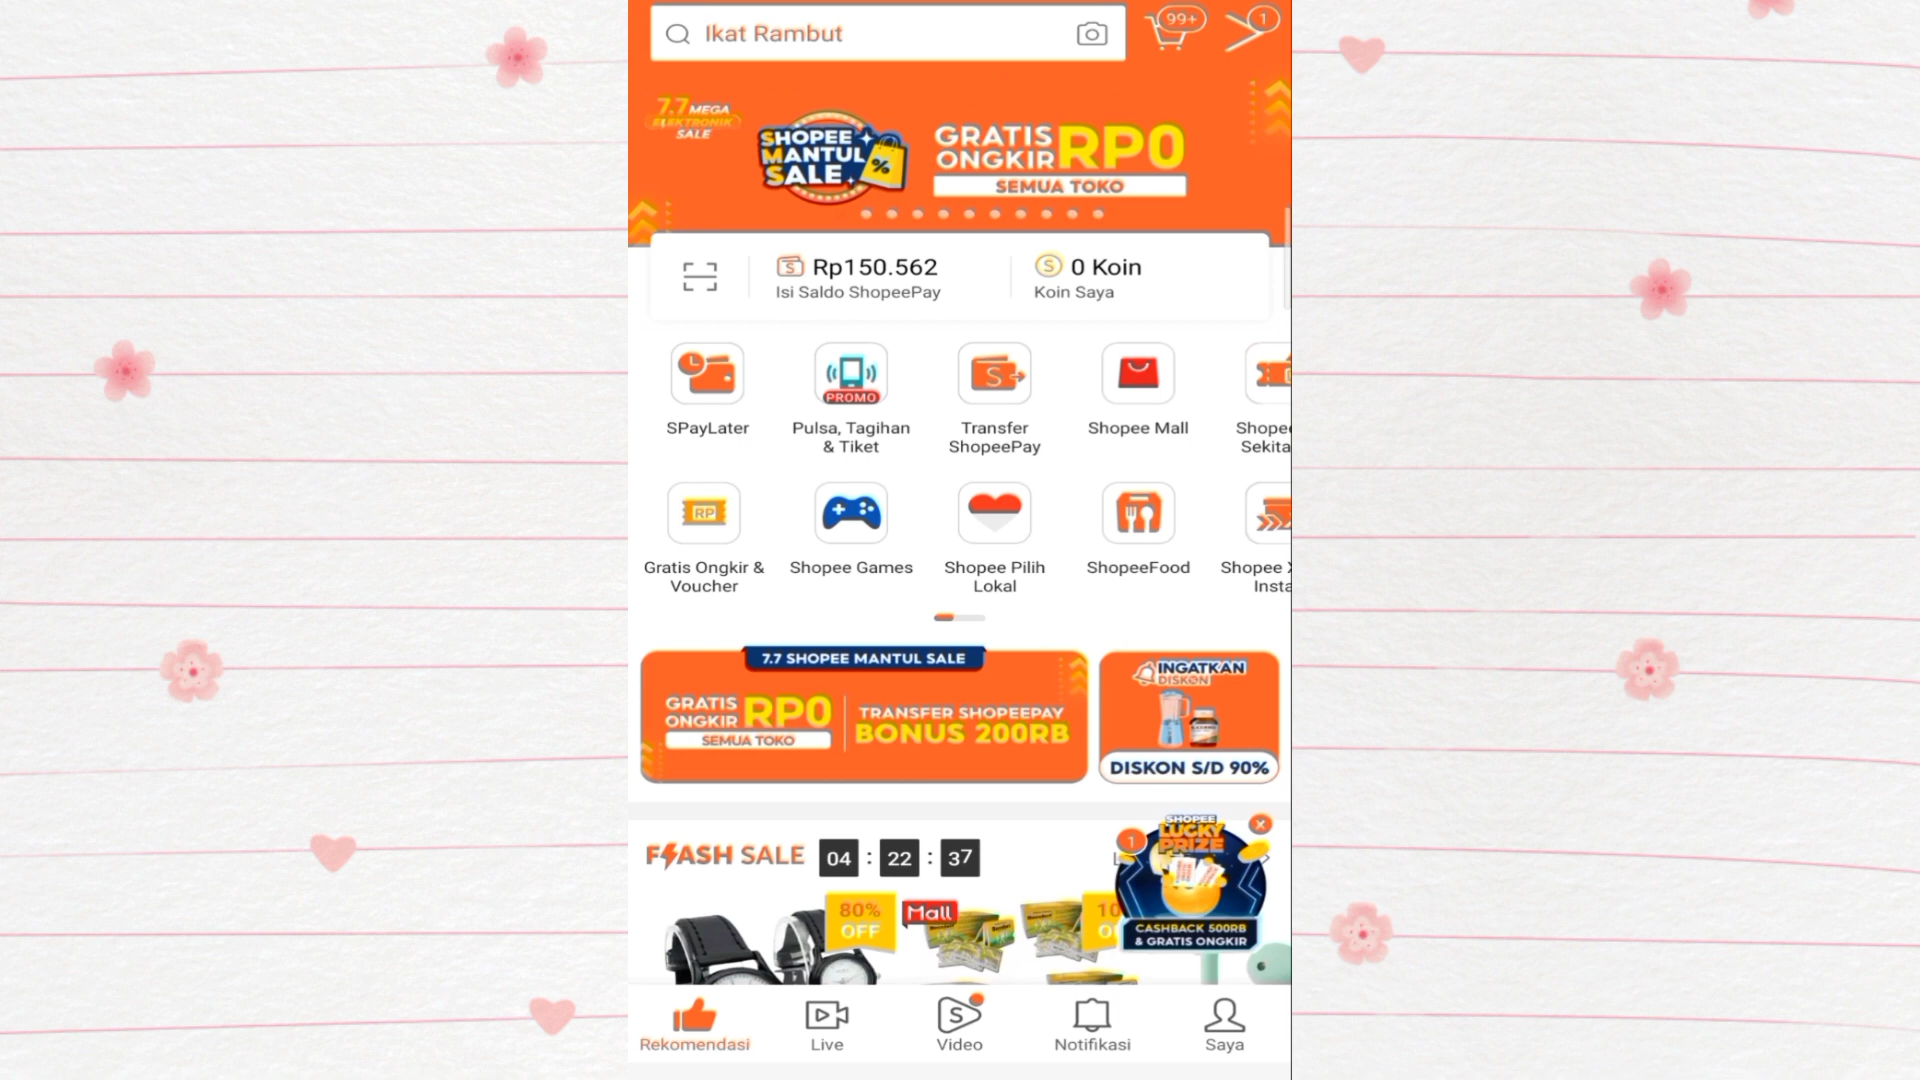 Ikat Rambut
99+
1
7.7 MEGA
ELEKTRONIK
SALE
SHOPEE
MANTUL
SALE
%
GRATIS
ONGKIR RP0
SEMUA TOKO
Rp150.562
Isi Saldo ShopeePay
0 Koin
Koin Saya
PROMO
SPayLater
Pulsa, Tagihan
& Tiket
Transfer
ShopeePay
Shopee Mall
Shopee
Sekita
RP
Gratis Ongkir &
Voucher
Shopee Games
Shopee Pilih
Lokal
ShopeeFood
Shopee X
Insta
7.7 SHOPEE MANTUL SALE
GRATIS
ONGKIR RP0
SEMUA TOKO
TRANSFER SHOPEEPAY
BONUS 200RB
INGATKAN
DISKON
DISKON S/D 90%
FLASH SALE 04 : 22 : 37
1
SHOPEE
LUCKY
PRIZE
CASHBACK 500RB
& GRATIS ONGKIR
80%
OFF
Mall
10
O
Rekomendasi
Live
Video
Notifikasi
Saya